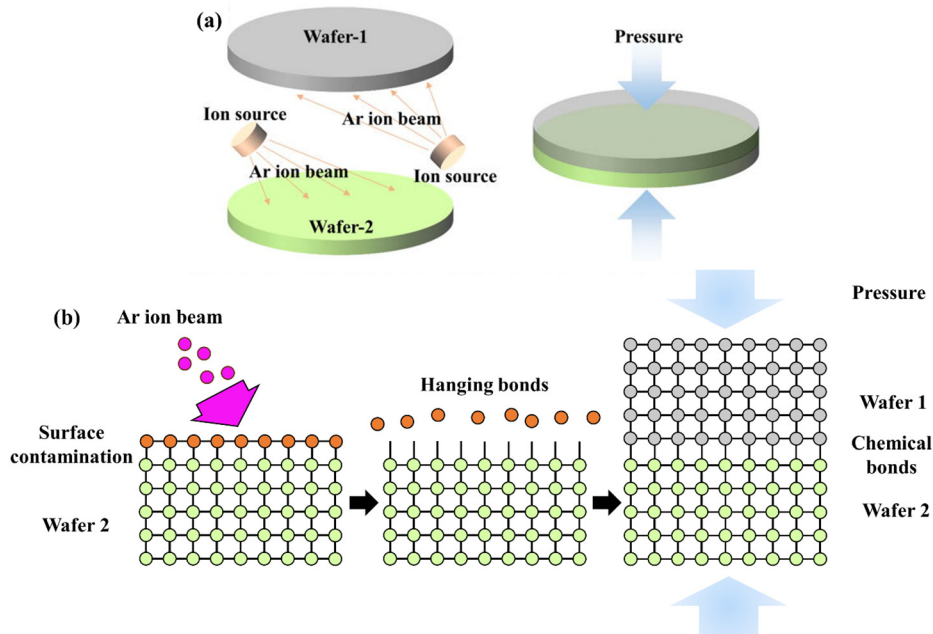 (a)
Wafer-1
Pressure
Ion source
Ar ion beam
Ar ion beam
Ion source
Wafer-2
(b)
Ar ion beam
Pressure
Hanging bonds
Surface
contamination
Wafer 2
Wafer 1
Chemical
bonds
Wafer 2